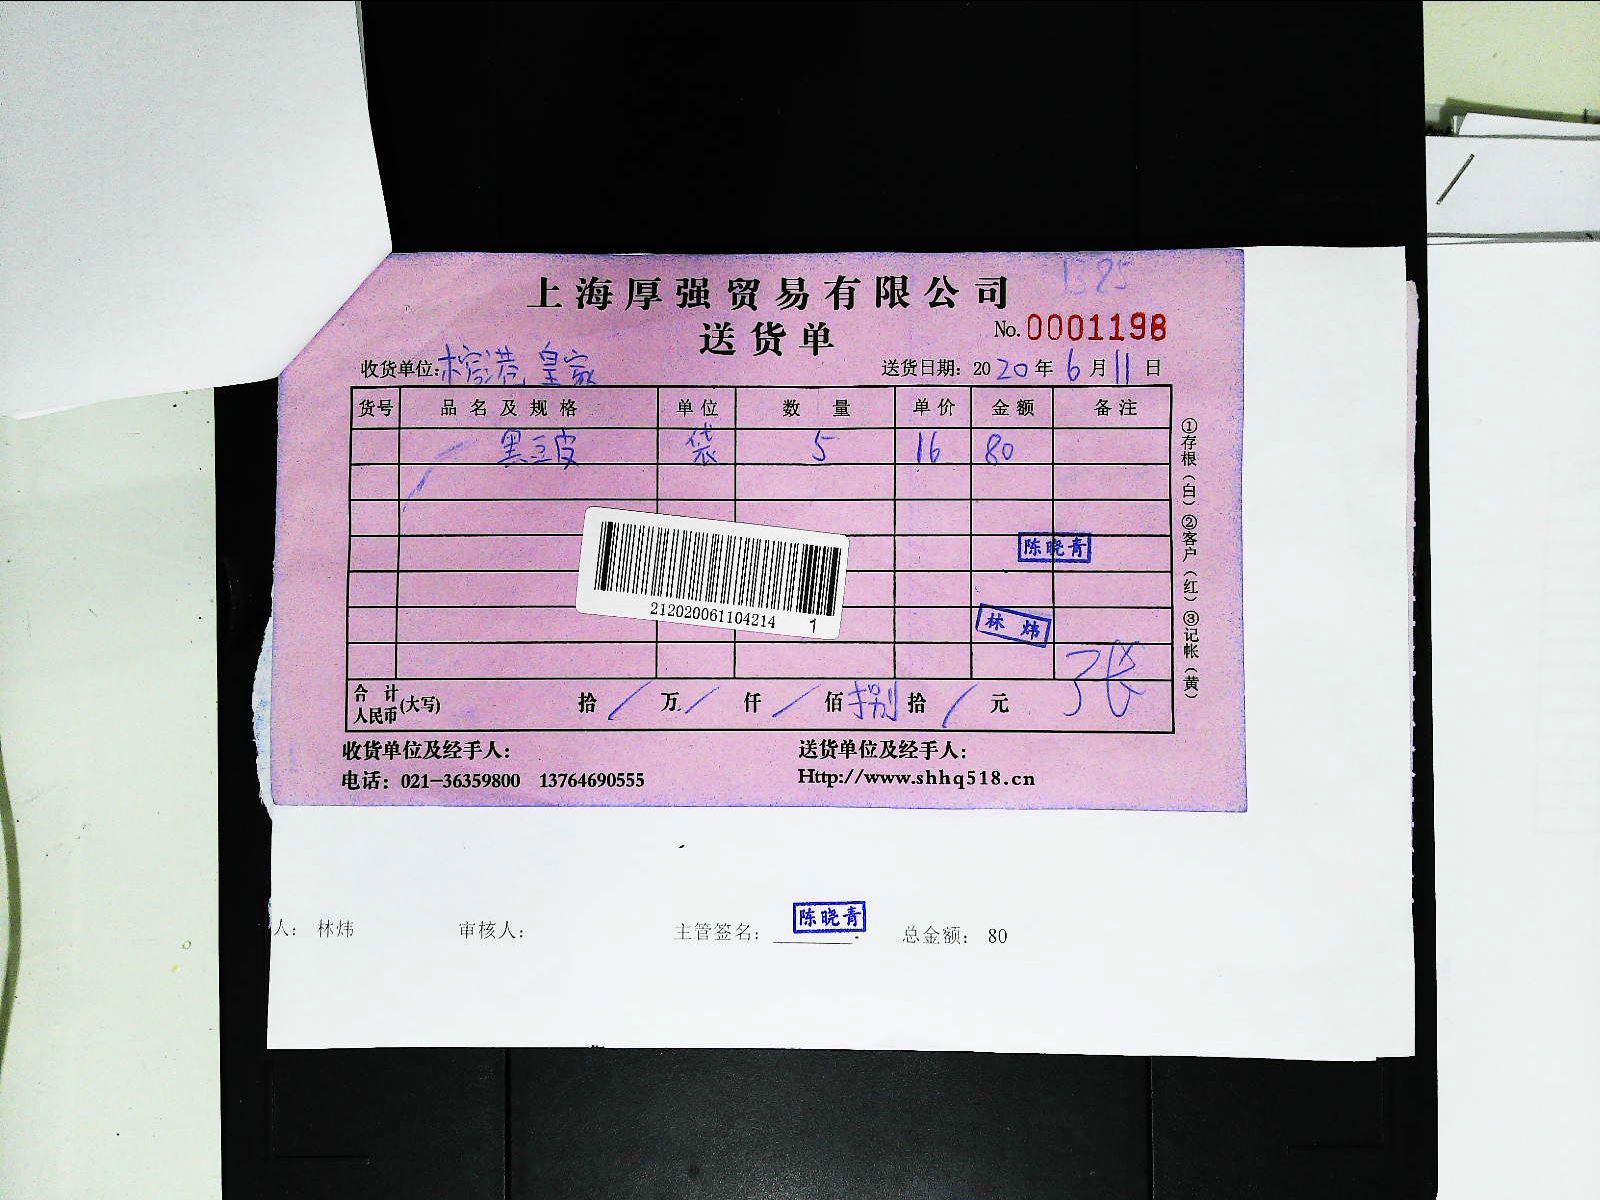 上海厚强贸易有限公司
送货单
No.0001198
收货单位: 皇家
送货日期: 2020年6月11日
货号 品名及规格 单位 数量 单价 金额 备注
黑豆皮 袋 5 16 80
陈晓青
212020061104214 1
林炜
张
合计人民币(大写) 拾/万/仟/佰捌拾/元
①存根(白)②客户(红)③记帐(黄)
收货单位及经手人: 送货单位及经手人:
电话: 021-36359800 13764690555 Http://www.shhq518.cn
人: 林炜 审核人: 主管签名: 陈晓青 总金额: 80